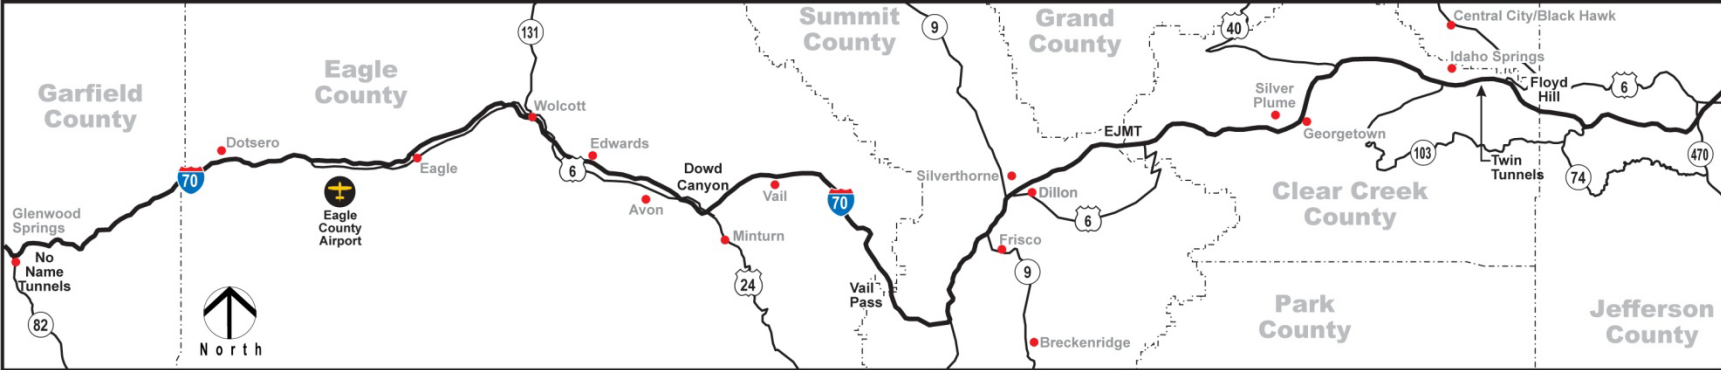 Garfield
County
Eagle
County
Summit
County
Grand
County
Clear Creek
County
Park
County
Jefferson
County
Glenwood
Springs
No
Name
Tunnels
82
North
70
Dotsero
Eagle
County
Airport
Eagle
131
Wolcott
6
Edwards
Avon
Dowd
Canyon
Minturn
24
Vail
70
Vail
Pass
9
Silverthorne
Dillon
6
Frisco
9
Breckenridge
EJMT
40
Silver
Plume
Georgetown
Central City/Black Hawk
Idaho Springs
Floyd
Hill
6
103
Twin
Tunnels
74
470